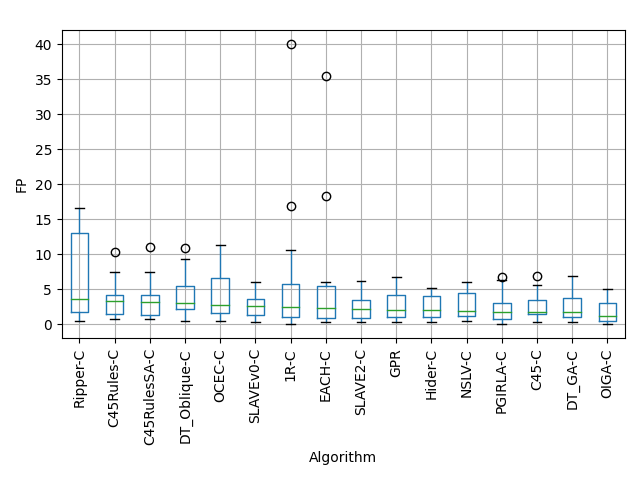 40
35
30
25
20
15
10
5
0
FP
Ripper-C
C45Rules-C
C45RulesSA-C
DT_Oblique-C
OCEC-C
SLAVEv0-C
1R-C
EACH-C
SLAVE2-C
GPR
Hider-C
NSLV-C
PGIRLA-C
C45-C
DT_GA-C
OIGA-C
Algorithm